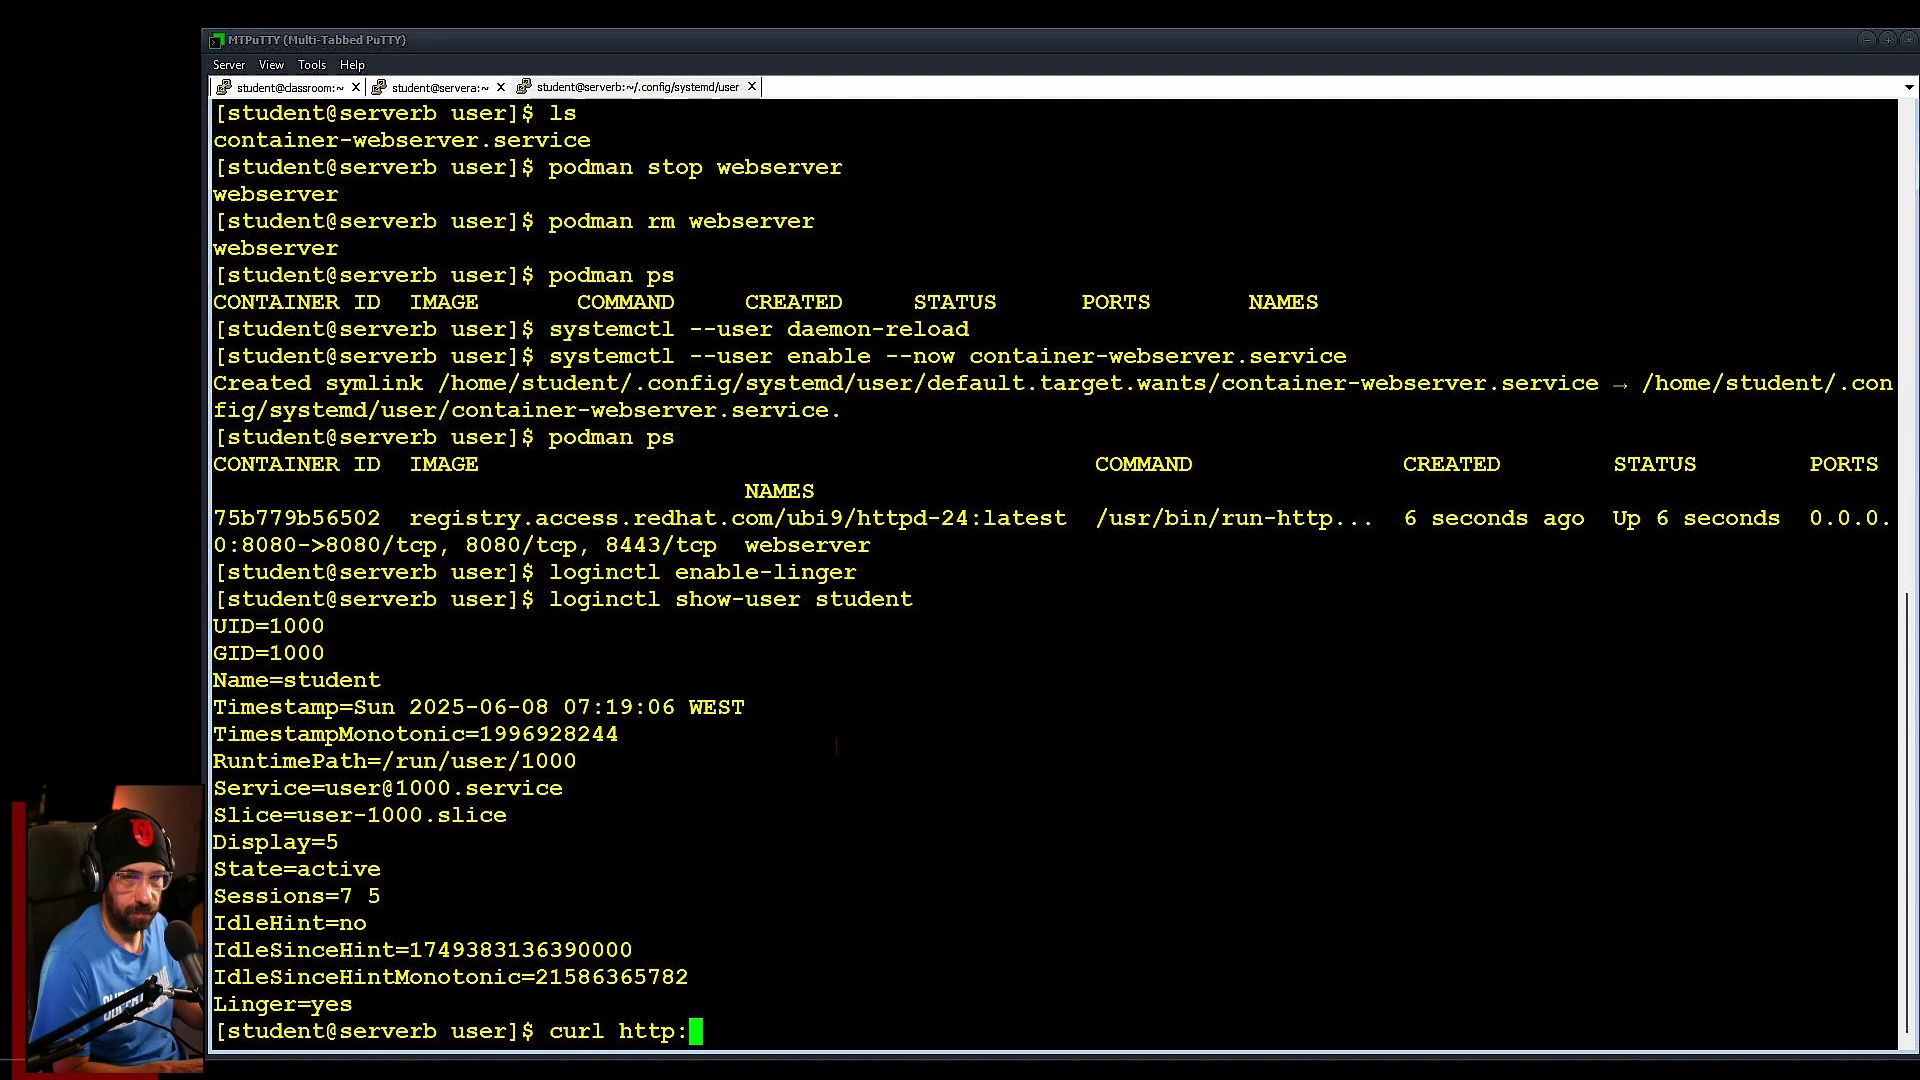 MTPuTTY (Multi-Tabbed PuTTY)
Server View Tools Help
student@classroom:~ student@servera:~ student@serverb:~/.config/systemd/user
[student@serverb user]$ ls
container-webserver.service
[student@serverb user]$ podman stop webserver
webserver
[student@serverb user]$ podman rm webserver
webserver
[student@serverb user]$ podman ps
CONTAINER ID IMAGE COMMAND CREATED STATUS PORTS NAMES
[student@serverb user]$ systemctl --user daemon-reload
[student@serverb user]$ systemctl --user enable --now container-webserver.service
Created symlink /home/student/.config/systemd/user/default.target.wants/container-webserver.service → /home/student/.con
fig/systemd/user/container-webserver.service.
[student@serverb user]$ podman ps
CONTAINER ID IMAGE COMMAND CREATED STATUS PORTS
NAMES
75b779b56502 registry.access.redhat.com/ubi9/httpd-24:latest /usr/bin/run-http... 6 seconds ago Up 6 seconds 0.0.0.
0:8080->8080/tcp, 8080/tcp, 8443/tcp webserver
[student@serverb user]$ loginctl enable-linger
[student@serverb user]$ loginctl show-user student
UID=1000
GID=1000
Name=student
Timestamp=Sun 2025-06-08 07:19:06 WEST
TimestampMonotonic=1996928244
RuntimePath=/run/user/1000
Service=user@1000.service
Slice=user-1000.slice
Display=5
State=active
Sessions=7 5
IdleHint=no
IdleSinceHint=1749383136390000
IdleSinceHintMonotonic=21586365782
Linger=yes
[student@serverb user]$ curl http: